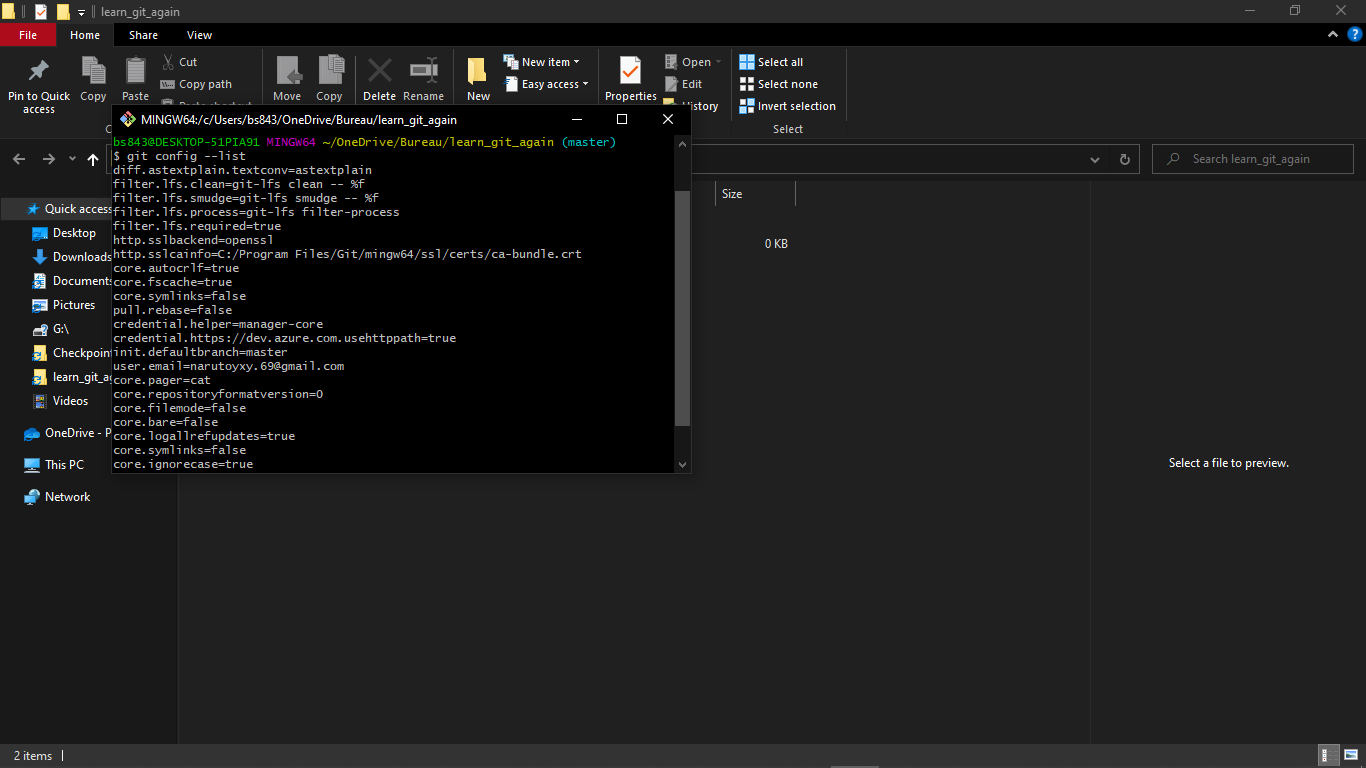 learn_git_again
File
Home
Share
View
Pin to Quick access
Copy
Paste
Cut
Copy path
Paste shortcut
Move
Copy
Delete
Rename
New
New item
Easy access
Properties
Open
Edit
History
Select all
Select none
Invert selection
Select
MINGW64:/c/Users/bs843/OneDrive/Bureau/learn_git_again
bs843@DESKTOP-51PIA91 MINGW64 ~/OneDrive/Bureau/learn_git_again (master)
$ git config --list
diff.astextplain.textconv=astextplain
filter.lfs.clean=git-lfs clean -- %f
filter.lfs.smudge=git-lfs smudge -- %f
filter.lfs.process=git-lfs filter-process
filter.lfs.required=true
http.sslbackend=openssl
http.sslcainfo=C:/Program Files/Git/mingw64/ssl/certs/ca-bundle.crt
core.autocrlf=true
core.fscache=true
core.symlinks=false
pull.rebase=false
credential.helper=manager-core
credential.https://dev.azure.com.usehttppath=true
init.defaultbranch=master
user.email=narutoyxy.69@gmail.com
core.pager=cat
core.repositoryformatversion=0
core.filemode=false
core.bare=false
core.logallrefupdates=true
core.symlinks=false
core.ignorecase=true
Search learn_git_again
Size
0 KB
Quick access
Desktop
Downloads
Documents
Pictures
G:\
Checkpoin
learn_git_ag
Videos
OneDrive - P
This PC
Network
Select a file to preview.
2 items